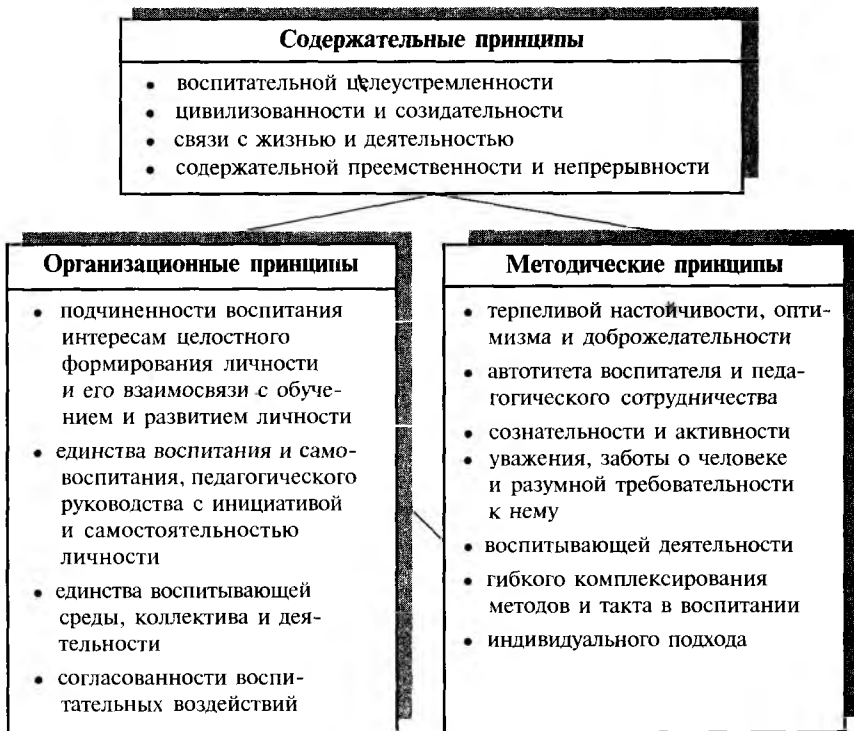 Содержательные принципы
• воспитательной целеустремленности
• цивилизованности и созидательности
• связи с жизнью и деятельностью
• содержательной преемственности и непрерывности
Организационные принципы
• подчиненности воспитания
интересам целостного
формирования личности
и его взаимосвязи с обуче-
нием и развитием личности
• единства воспитания и само-
воспитания, педагогического
руководства с инициативой
и самостоятельностью
личности
• единства воспитывающей
среды, коллектива и дея-
тельности
• согласованности воспи-
тательных воздействий
Методические принципы
• терпеливой настойчивости, опти-
мизма и доброжелательности
• автотитета воспитателя и педа-
гогического сотрудничества
• сознательности и активности
• уважения, заботы о человеке
и разумной требовательности
к нему
• воспитывающей деятельности
• гибкого комплексирования
методов и такта в воспитании
• индивидуального подхода